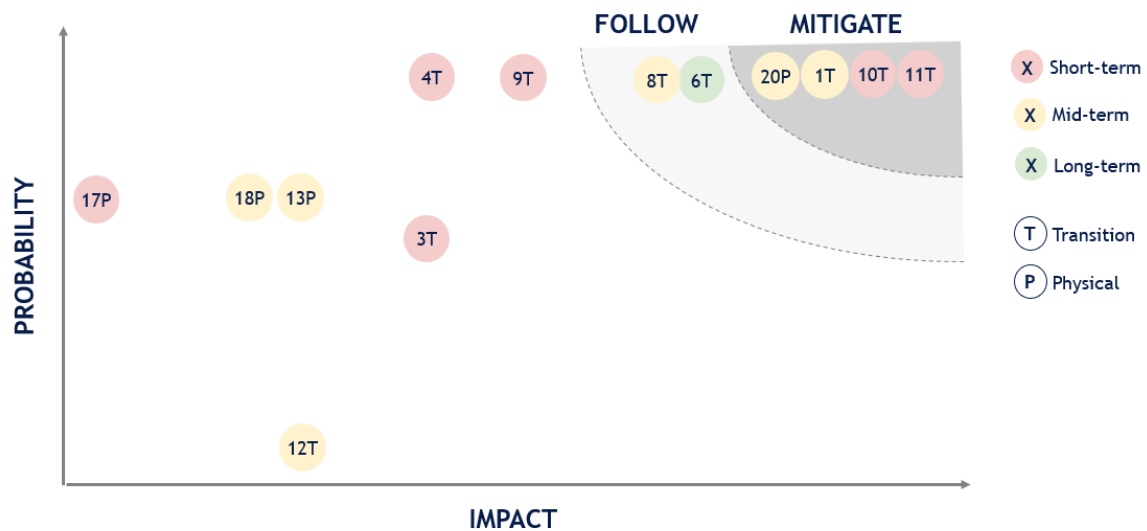 FOLLOW
MITIGATE
4T
9T
8T
6T
20P
1T
10T
11T
17P
18P
13P
3T
12T
PROBABILITY
IMPACT
X Short-term
X Mid-term
X Long-term
T Transition
P Physical